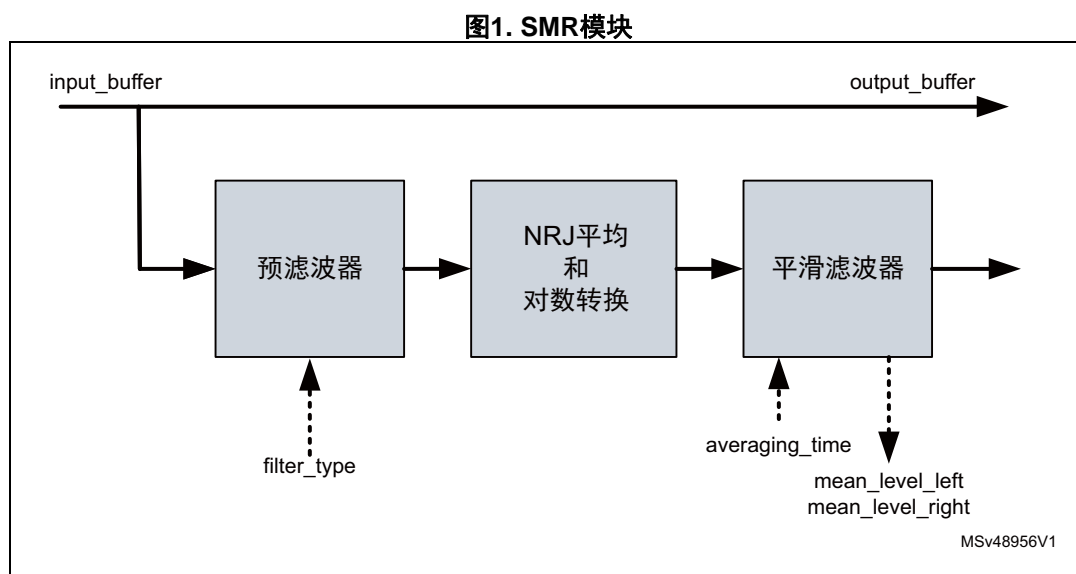 图1. SMR模块
input_buffer
output_buffer
预滤波器
NRJ平均
和
对数转换
平滑滤波器
filter_type
averaging_time
mean_level_left
mean_level_right
MSv48956V1